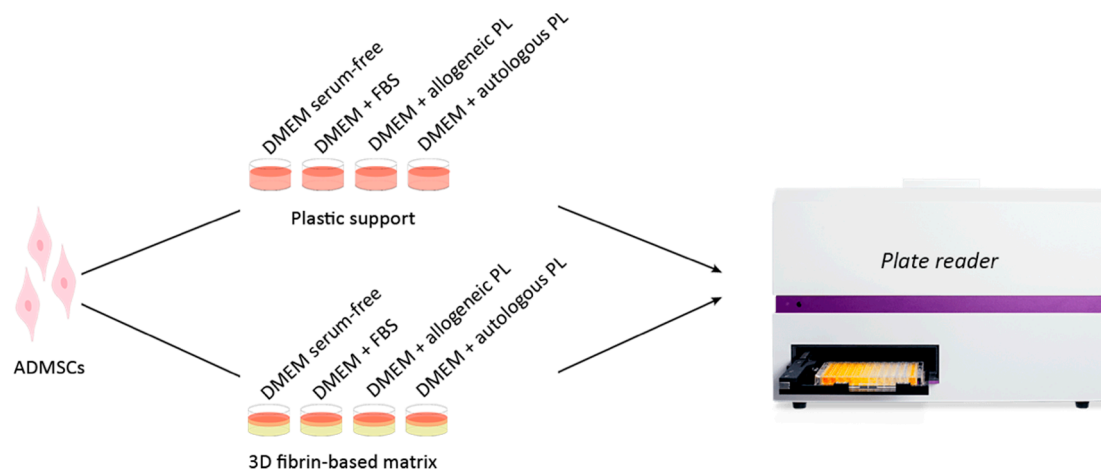 DMEM serum-free
DMEM + FBS
DMEM + allogeneic PL
DMEM + autologous PL
Plastic support
Plate reader
ADMSCs
DMEM serum-free
DMEM + FBS
DMEM + allogeneic PL
DMEM + autologous PL
3D fibrin-based matrix